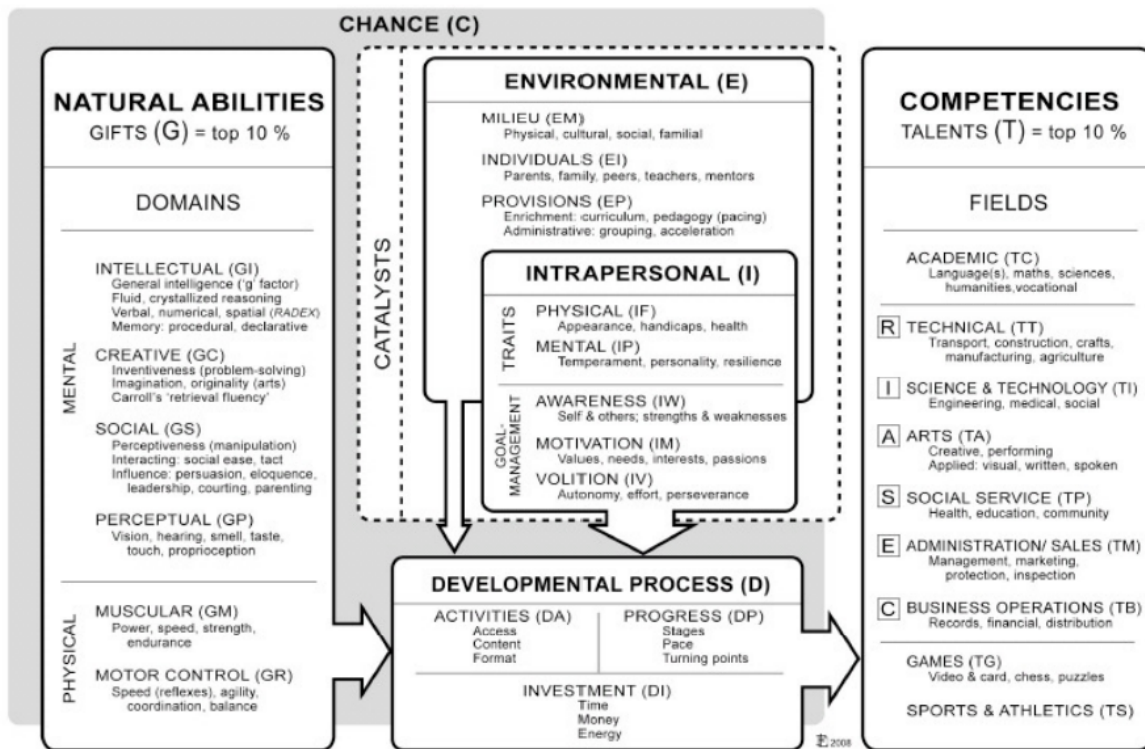 CHANCE (C)
NATURAL ABILITIES
GIFTS (G) = top 10 %
DOMAINS
MENTAL
INTELLECTUAL (GI)
General intelligence ('g' factor)
Fluid, crystallized reasoning
Verbal, numerical, spatial (RADEX)
Memory: procedural, declarative
CREATIVE (GC)
Inventiveness (problem-solving)
Imagination, originality (arts)
Carroll's 'retrieval fluency'
SOCIAL (GS)
Perceptiveness (manipulation)
Interacting: social ease, tact
Influence: persuasion, eloquence,
leadership, courting, parenting
PERCEPTUAL (GP)
Vision, hearing, smell, taste,
touch, proprioception
PHYSICAL
MUSCULAR (GM)
Power, speed, strength,
endurance
MOTOR CONTROL (GR)
Speed (reflexes), agility,
coordination, balance
CATALYSTS
ENVIRONMENTAL (E)
MILIEU (EM)
Physical, cultural, social, familial
INDIVIDUALS (EI)
Parents, family, peers, teachers, mentors
PROVISIONS (EP)
Enrichment: curriculum, pedagogy (pacing)
Administrative: grouping, acceleration
INTRAPERSONAL (I)
TRAITS
PHYSICAL (IF)
Appearance, handicaps, health
MENTAL (IP)
Temperament, personality, resilience
GOAL-
MANAGEMENT
AWARENESS (IW)
Self & others; strengths & weaknesses
MOTIVATION (IM)
Values, needs, interests, passions
VOLITION (IV)
Autonomy, effort, perseverance
DEVELOPMENTAL PROCESS (D)
ACTIVITIES (DA)
Access
Content
Format
PROGRESS (DP)
Stages
Pace
Turning points
INVESTMENT (DI)
Time
Money
Energy
2008
COMPETENCIES
TALENTS (T) = top 10 %
FIELDS
ACADEMIC (TC)
Language(s), maths, sciences,
humanities,vocational
R TECHNICAL (TT)
Transport, construction, crafts,
manufacturing, agriculture
I SCIENCE & TECHNOLOGY (TI)
Engineering, medical, social
A ARTS (TA)
Creative, performing
Applied: visual, written, spoken
S SOCIAL SERVICE (TP)
Health, education, community
E ADMINISTRATION/ SALES (TM)
Management, marketing,
protection, inspection
C BUSINESS OPERATIONS (TB)
Records, financial, distribution
GAMES (TG)
Video & card, chess, puzzles
SPORTS & ATHLETICS (TS)